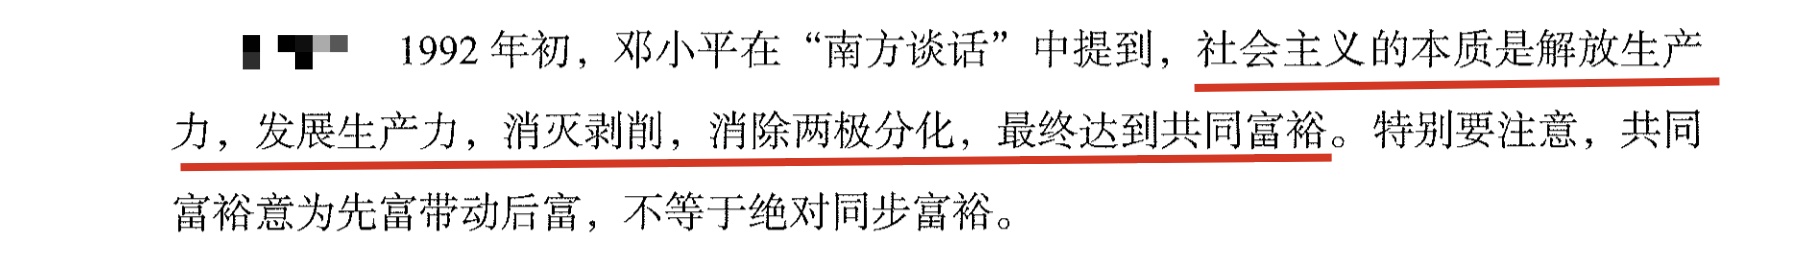 1992 年初，邓小平在“南方谈话”中提到，社会主义的本质是解放生产
力，发展生产力，消灭剥削，消除两极分化，最终达到共同富裕。特别要注意，共同
富裕意为先富带动后富，不等于绝对同步富裕。